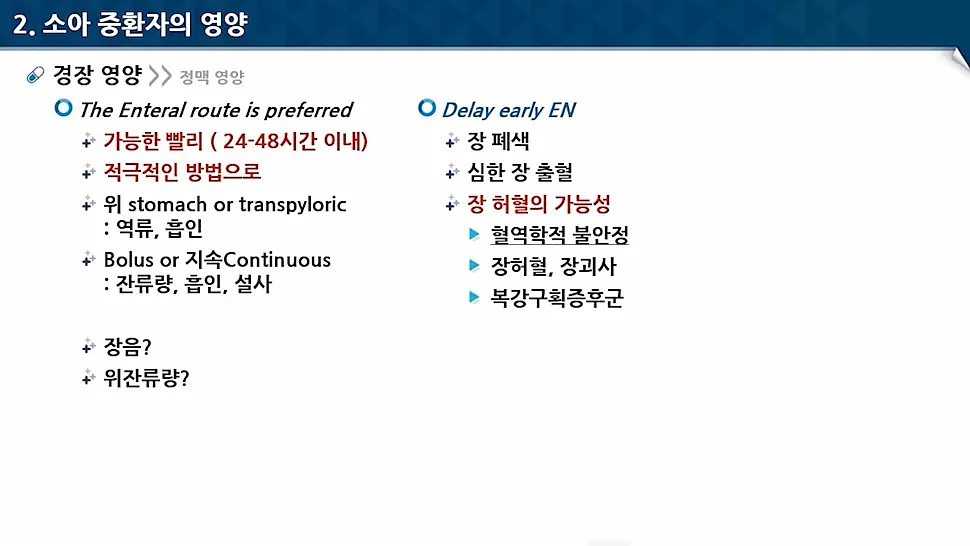 2. 소아 중환자의 영양
경장 영양 >> 정맥 영양
The Enteral route is preferred
가능한 빨리 ( 24-48시간 이내)
적극적인 방법으로
위 stomach or transpyloric
: 역류, 흡인
Bolus or 지속Continuous
: 잔류량, 흡인, 설사
장음?
위잔류량?
Delay early EN
장 폐색
심한 장 출혈
장 허혈의 가능성
혈역학적 불안정
장허혈, 장괴사
복강구획증후군